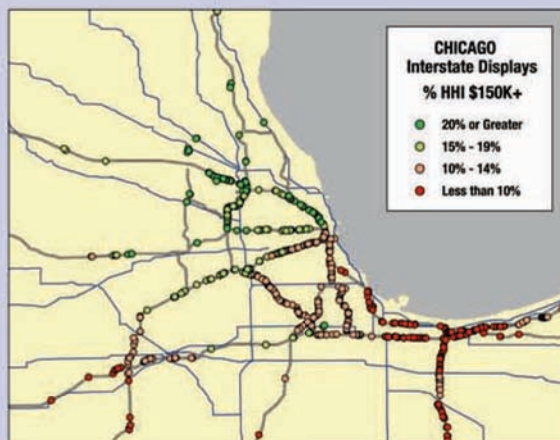 CHICAGO
Interstate Displays
% HHI $150K+
20% or Greater
15% - 19%
10% - 14%
Less than 10%